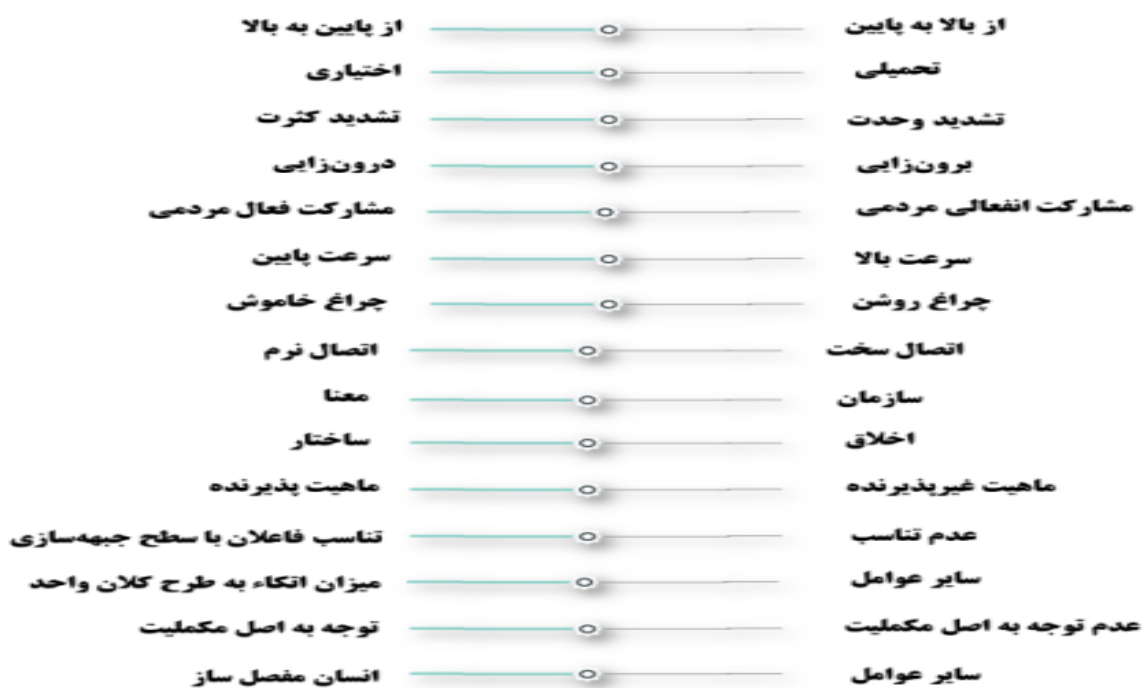 از بالا به پایین از پایین به بالا
تحمیلی اختیاری
تشدید وحدت تشدید کثرت
برون‌زایی درون‌زایی
مشارکت انفعالی مردمی مشارکت فعال مردمی
سرعت بالا سرعت پایین
چراغ روشن چراغ خاموش
اتصال سخت اتصال نرم
سازمان معنا
اخلاق ساختار
ماهیت غیرپذیرنده ماهیت پذیرنده
عدم تناسب تناسب فاعلان با سطح جبهه‌سازی
سایر عوامل میزان اتکاء به طرح کلان واحد
عدم توجه به اصل مکملیت توجه به اصل مکملیت
سایر عوامل انسان مفصل ساز